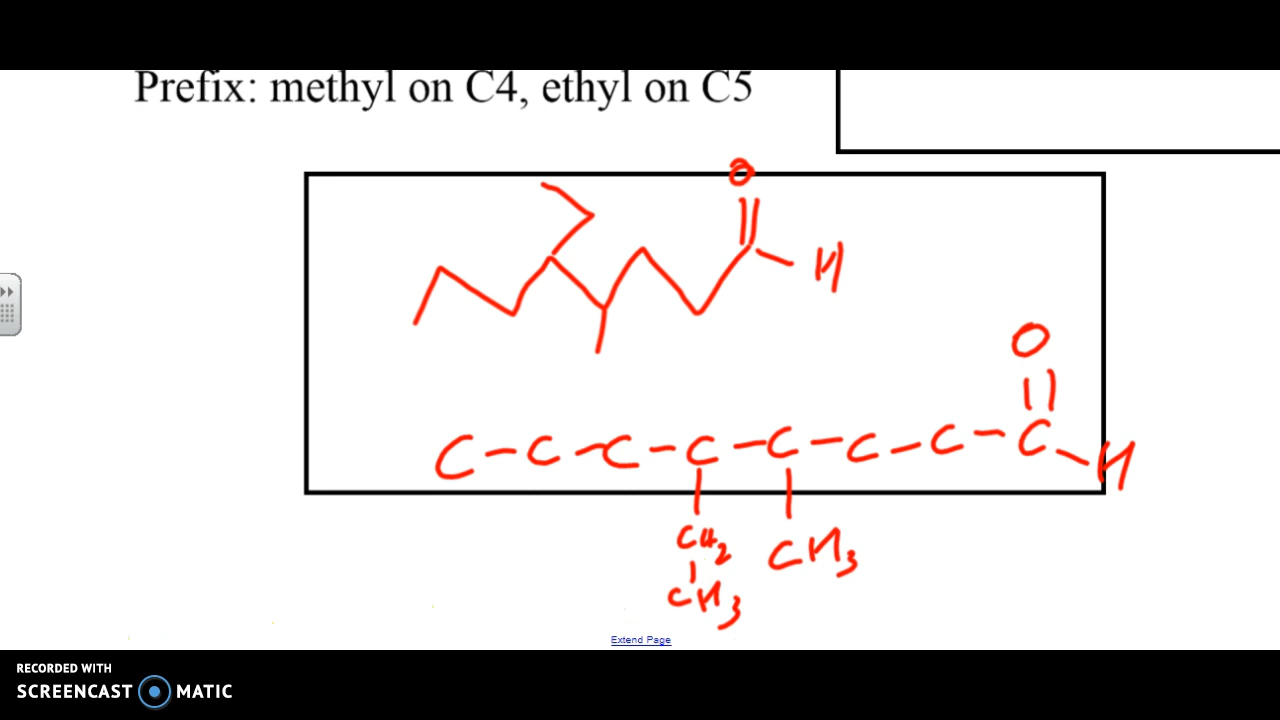 Prefix: methyl on C4, ethyl on C5
O
H
O
C - C - C - C - C - C - C - C - H
CH2 CH3
CH3
Extend Page
RECORDED WITH
SCREENCAST MATIC